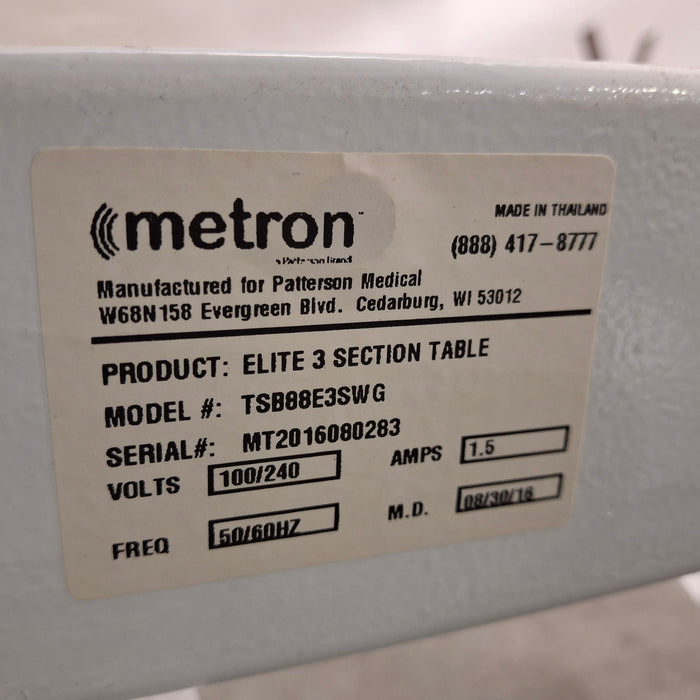 metron
MADE IN THAILAND
a Patterson Brand
(888) 417-8777
Manufactured for Patterson Medical
W68N158 Evergreen Blvd. Cedarburg, WI 53012
PRODUCT: ELITE 3 SECTION TABLE
MODEL #: TSB88E3SWG
SERIAL#: MT2016080283
VOLTS 100/240
AMPS 1.5
FREQ 50/60HZ
M.D. 08/30/16